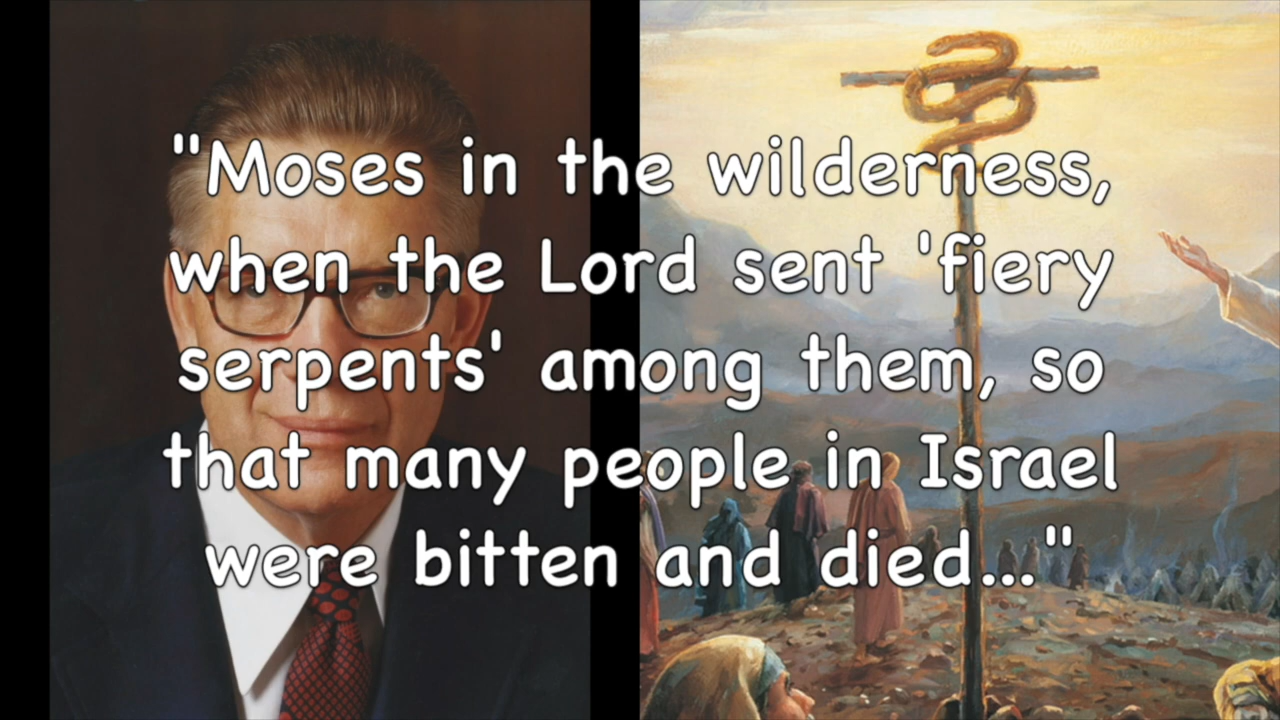 "Moses in the wilderness,
when the Lord sent 'fiery
serpents' among them, so
that many people in Israel
were bitten and died..."